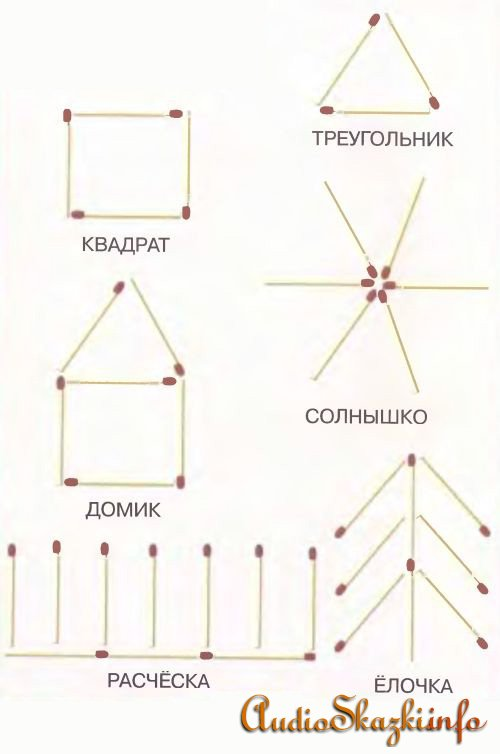 ТРЕУГОЛЬНИК
КВАДРАТ
СОЛНЫШКО
ДОМИК
РАСЧЁСКА
ЁЛОЧКА
AudioSkazki.info